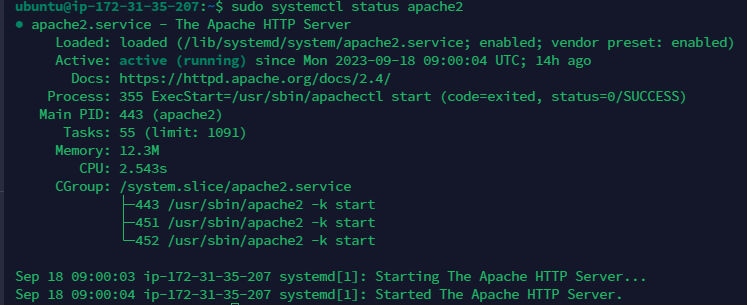 ubuntu@ip-172-31-35-207:~$ sudo systemctl status apache2
● apache2.service - The Apache HTTP Server
Loaded: loaded (/lib/systemd/system/apache2.service; enabled; vendor preset: enabled)
Active: active (running) since Mon 2023-09-18 09:00:04 UTC; 14h ago
Docs: https://httpd.apache.org/docs/2.4/
Process: 355 ExecStart=/usr/sbin/apachectl start (code=exited, status=0/SUCCESS)
Main PID: 443 (apache2)
Tasks: 55 (limit: 1091)
Memory: 12.3M
CPU: 2.543s
CGroup: /system.slice/apache2.service
├─443 /usr/sbin/apache2 -k start
├─451 /usr/sbin/apache2 -k start
└─452 /usr/sbin/apache2 -k start
Sep 18 09:00:03 ip-172-31-35-207 systemd[1]: Starting The Apache HTTP Server...
Sep 18 09:00:04 ip-172-31-35-207 systemd[1]: Started The Apache HTTP Server.